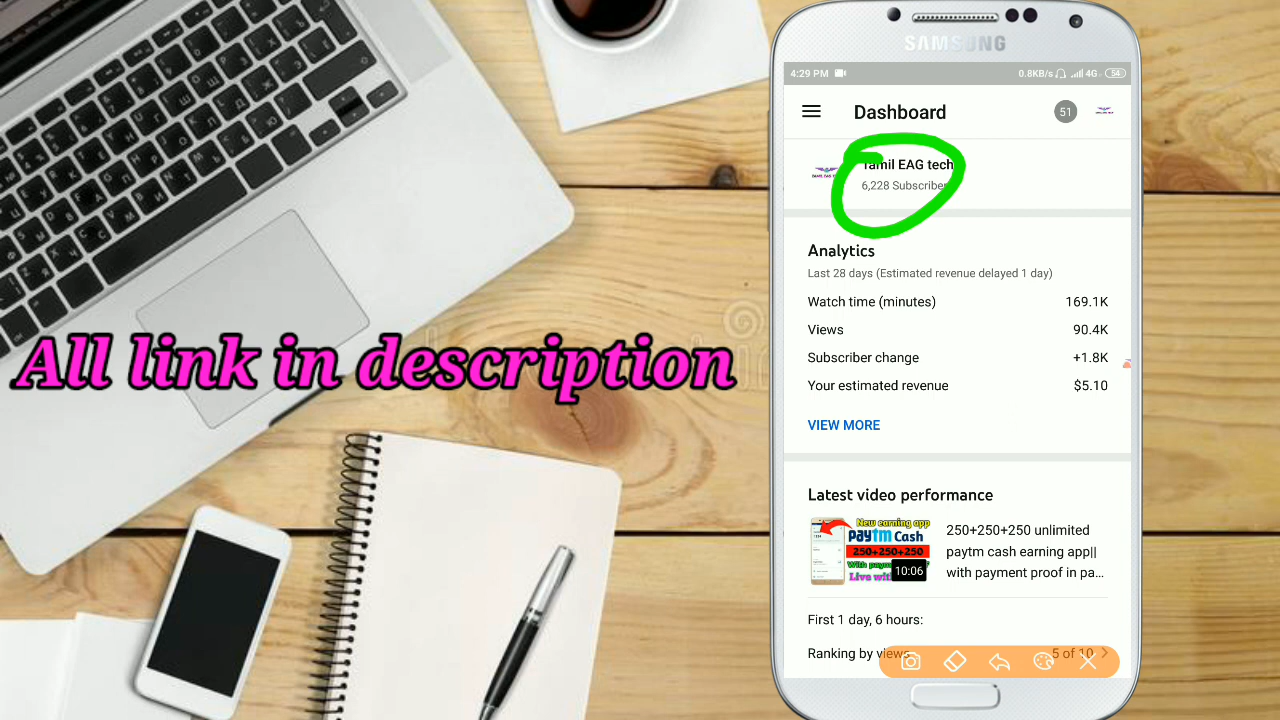 All link in description
SAMSUNG
4:29 PM
0.8KB/s 4G 54
Dashboard
51
Tamil EAG tech
6,228 Subscriber
Analytics
Last 28 days (Estimated revenue delayed 1 day)
Watch time (minutes) 169.1K
Views 90.4K
Subscriber change +1.8K
Your estimated revenue $5.10
VIEW MORE
Latest video performance
New earning app
paytm Cash
250+250+250
With
Live
10:06
250+250+250 unlimited
paytm cash earning app||
with payment proof in pa...
First 1 day, 6 hours:
Ranking by views 5 of 10